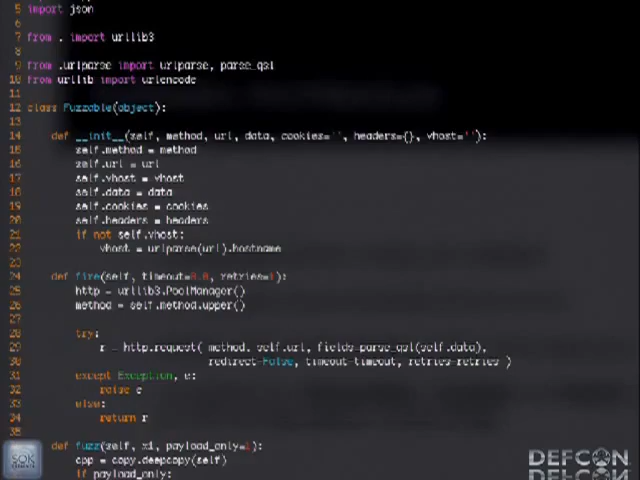 5 import json
6
7 from . import urllib3
8
9 from .urlparse import urlparse, parse_qsl
10 from urllib import urlencode
11
12 class Fuzzable(object):
13
14 def __init__(self, method, url, data, cookies='', headers={}, vhost=''):
15 self.method = method
16 self.url = url
17 self.vhost = vhost
18 self.data = data
19 self.cookies = cookies
20 self.headers = headers
21 if not self.vhost:
22 vhost = urlparse(url).hostname
23
24 def fire(self, timeout=8.0, retries=1):
25 http = urllib3.PoolManager()
26 method = self.method.upper()
27
28 try:
29 r = http.request( method, self.url, fields=parse_qsl(self.data),
30 redirect=False, timeout=timeout, retries=retries )
31 except Exception, e:
32 raise e
33 else:
34 return r
35
def fuzz(self, xi, payload_only=1):
cpp = copy.deepcopy(self)
if payload_only:
SOK
DEFCON